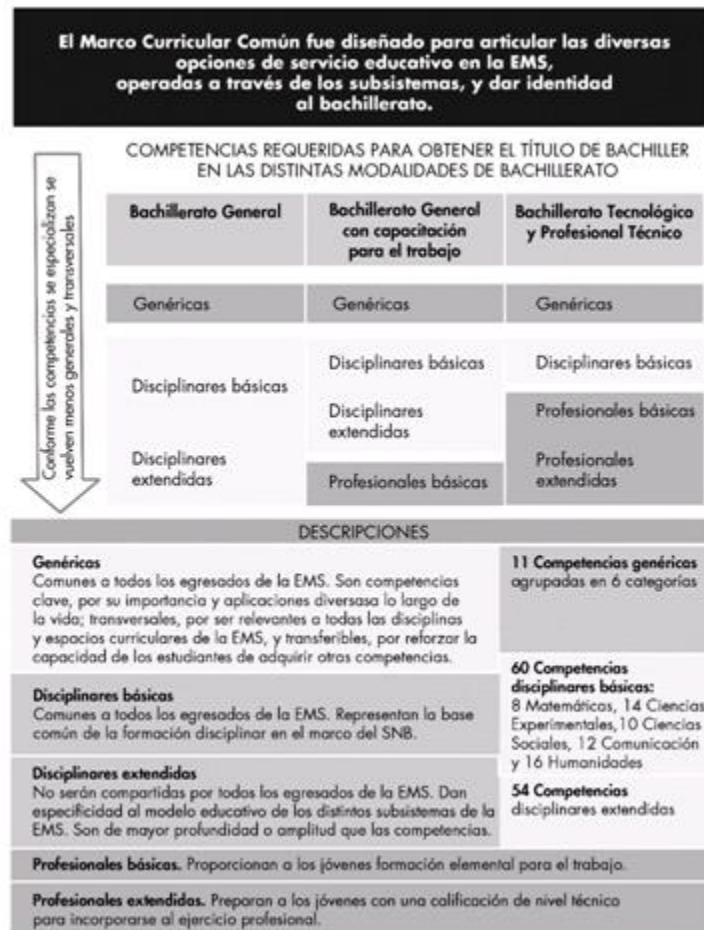 El Marco Curricular Común fue diseñado para articular las diversas
opciones de servicio educativo en la EMS,
operadas a través de los subsistemas, y dar identidad
al bachillerato.
Conforme las competencias se especializan se
vuelven menos generales y transversales
COMPETENCIAS REQUERIDAS PARA OBTENER EL TÍTULO DE BACHILLER
EN LAS DISTINTAS MODALIDADES DE BACHILLERATO
Bachillerato General
Bachillerato General
con capacitación
para el trabajo
Bachillerato Tecnológico
y Profesional Técnico
Genéricas
Genéricas
Genéricas
Disciplinares básicas
Disciplinares
extendidas
Disciplinares básicas
Disciplinares
extendidas
Profesionales básicas
Disciplinares básicas
Profesionales básicas
Profesionales
extendidas
DESCRIPCIONES
Genéricas
Comunes a todos los egresados de la EMS. Son competencias
clave, por su importancia y aplicaciones diversasa lo largo de
la vida; transversales, por ser relevantes a todas las disciplinas
y espacios curriculares de la EMS, y transferibles, por reforzar la
capacidad de los estudiantes de adquirir otras competencias.
11 Competencias genéricas
agrupadas en 6 categorías
Disciplinares básicas
Comunes a todos los egresados de la EMS. Representan la base
común de la formación disciplinar en el marco del SNB.
60 Competencias
disciplinares básicas:
8 Matemáticas, 14 Ciencias
Experimentales, 10 Ciencias
Sociales, 12 Comunicación
y 16 Humanidades
Disciplinares extendidas
No serán compartidas por todos los egresados de la EMS. Dan
especificidad al modelo educativo de los distintos subsistemas de la
EMS. Son de mayor profundidad o amplitud que las competencias.
54 Competencias
disciplinares extendidas
Profesionales básicas. Proporcionan a los jóvenes formación elemental para el trabajo.
Profesionales extendidas. Preparan a los jóvenes con una calificación de nivel técnico
para incorporarse al ejercicio profesional.